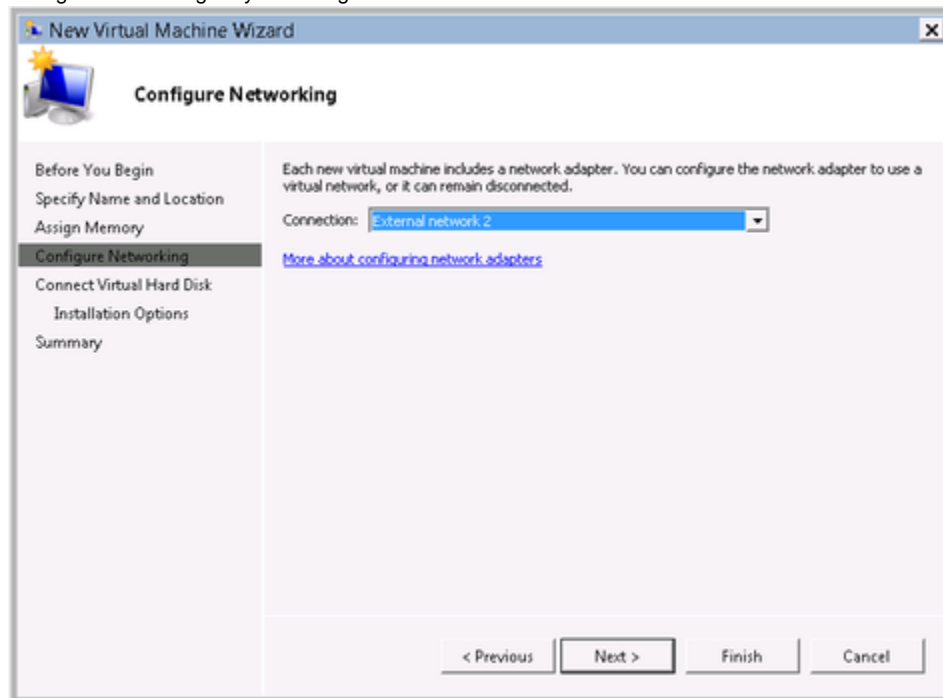 New Virtual Machine Wizard
Configure Networking
Before You Begin
Specify Name and Location
Assign Memory
Configure Networking
Connect Virtual Hard Disk
Installation Options
Summary
Each new virtual machine includes a network adapter. You can configure the network adapter to use a
virtual network, or it can remain disconnected.
Connection: External network 2
More about configuring network adapters
< Previous Next > Finish Cancel